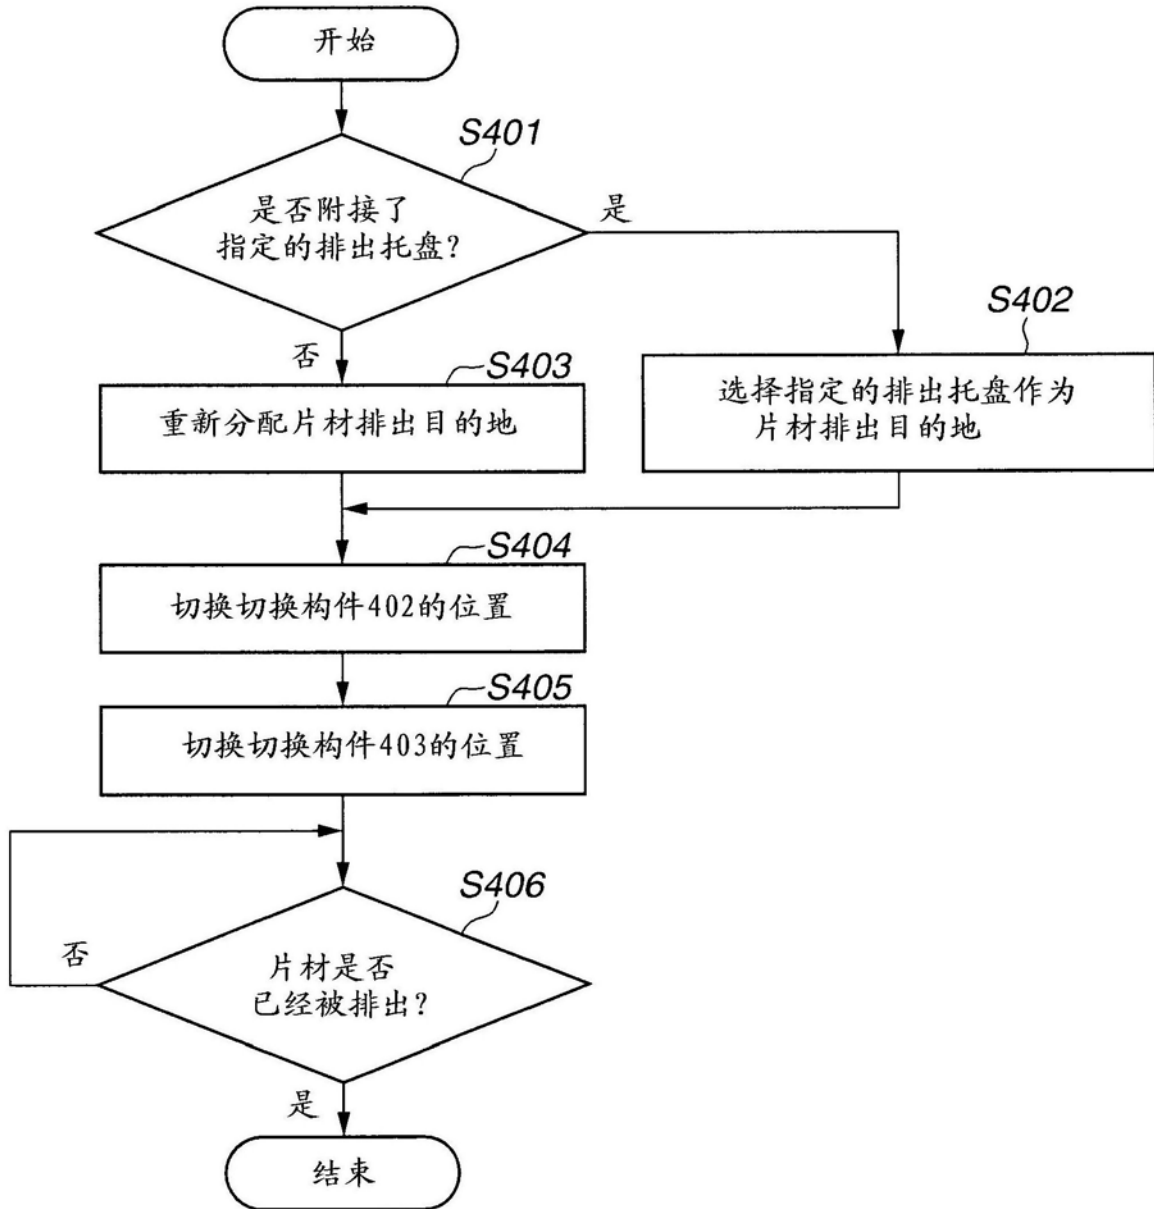 开始
S401
是否附接了
指定的排出托盘?
是
否
S402
选择指定的排出托盘作为
片材排出目的地
S403
重新分配片材排出目的地
S404
切换切换构件402的位置
S405
切换切换构件403的位置
S406
片材是否
已经被排出?
否
是
结束